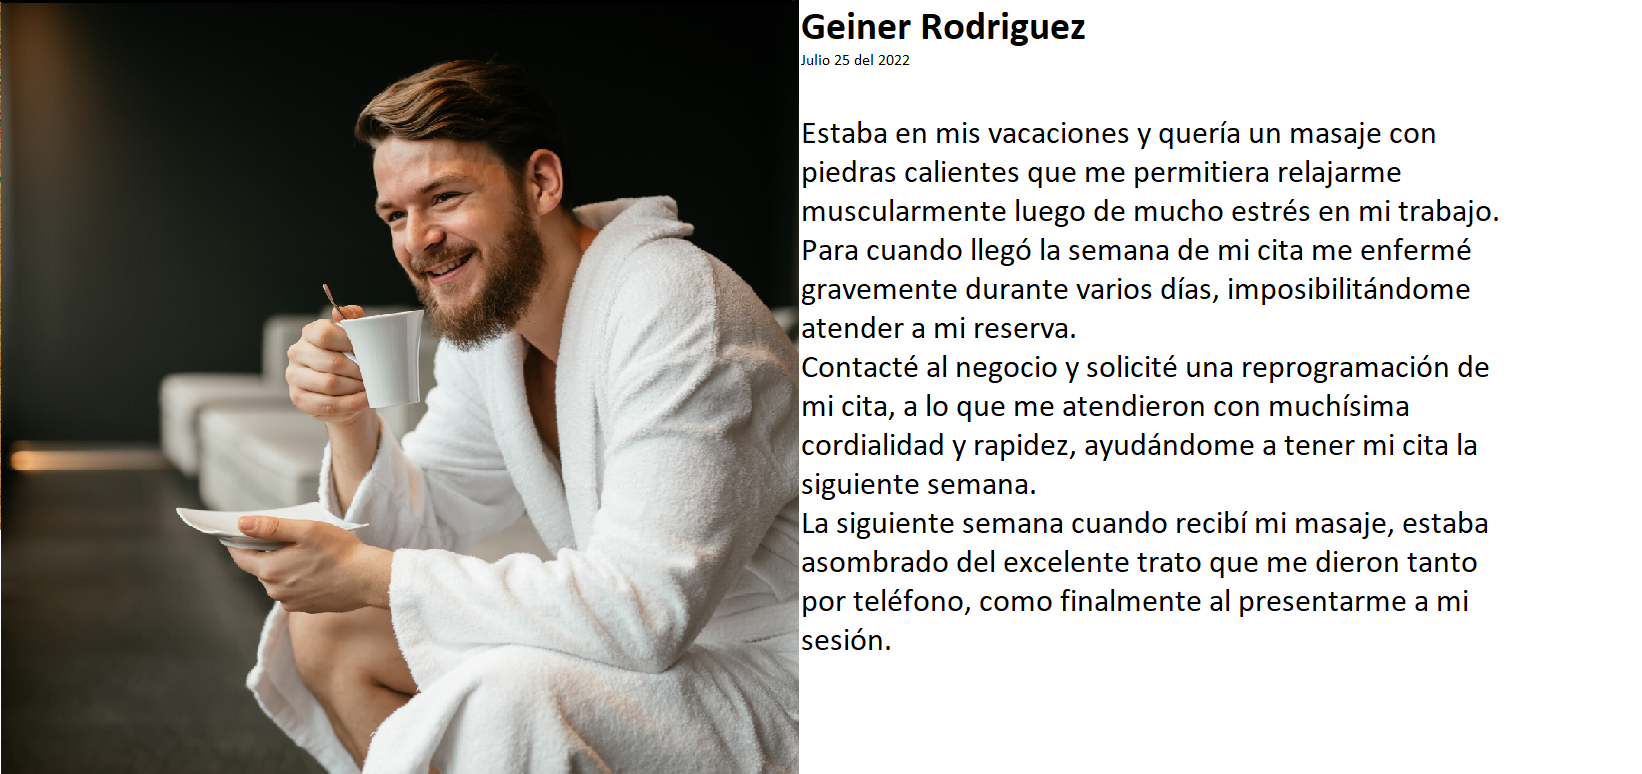 Geiner Rodriguez
Julio 25 del 2022
Estaba en mis vacaciones y quería un masaje con
piedras calientes que me permitiera relajarme
muscularmente luego de mucho estrés en mi trabajo.
Para cuando llegó la semana de mi cita me enfermé
gravemente durante varios días, imposibilitándome
atender a mi reserva.
Contacté al negocio y solicité una reprogramación de
mi cita, a lo que me atendieron con muchísima
cordialidad y rapidez, ayudándome a tener mi cita la
siguiente semana.
La siguiente semana cuando recibí mi masaje, estaba
asombrado del excelente trato que me dieron tanto
por teléfono, como finalmente al presentarme a mi
sesión.